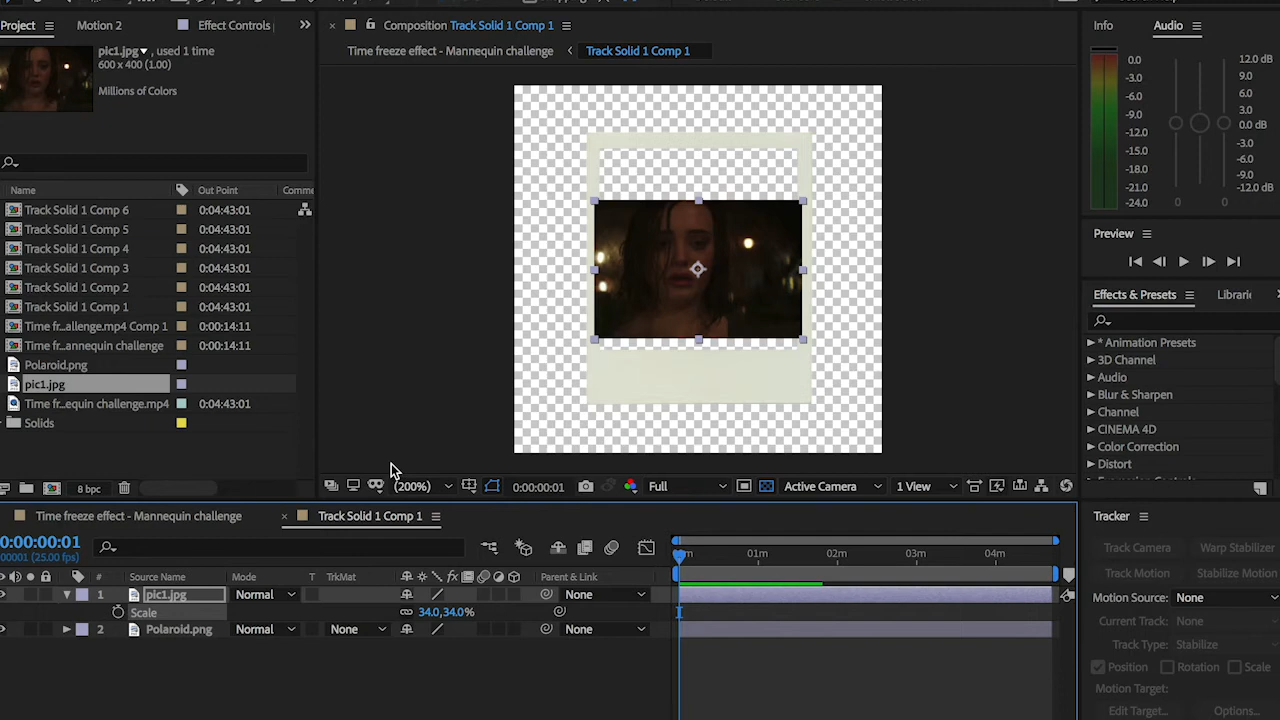 Project
Motion 2
Effect Controls
Composition Track Solid 1 Comp 1
Info
Audio
pic1.jpg, used 1 time
600 x 400 (1.00)
Millions of Colors
Time freeze effect - Mannequin challenge
Track Solid 1 Comp 1
0.0
-3.0
-6.0
-9.0
-12.0
-15.0
-18.0
-21.0
-24.0
12.0 dB
9.0 dB
6.0 dB
3.0 dB
0.0 dB
-3.0 dB
-6.0 dB
-9.0 dB
-12.0 dB
0
0
Name
Out Point
Comme
Track Solid 1 Comp 6 0:04:43:01
Track Solid 1 Comp 5 0:04:43:01
Track Solid 1 Comp 4 0:04:43:01
Track Solid 1 Comp 3 0:04:43:01
Track Solid 1 Comp 2 0:04:43:01
Track Solid 1 Comp 1 0:04:43:01
Time fr...allenge.mp4 Comp 1 0:00:14:11
Time fr...annequin challenge 0:00:14:11
Polaroid.png
pic1.jpg
Time fr...equin challenge.mp4 0:04:43:01
Solids
8 bpc
Preview
Effects & Presets
Librari
* Animation Presets
3D Channel
Audio
Blur & Sharpen
Channel
CINEMA 4D
Color Correction
Distort
(200%)
0:00:00:01
Full
Active Camera
1 View
Time freeze effect - Mannequin challenge
Track Solid 1 Comp 1
0:00:00:01
00001 (25.00 fps)
01m
02m
03m
04m
#
Source Name
Mode
T
TrkMat
Parent & Link
1 pic1.jpg Normal None
Scale 34.0,34.0%
2 Polaroid.png Normal None None
Tracker
Track Camera
Warp Stabilizer
Track Motion
Stabilize Motion
Motion Source: None
Current Track: None
Track Type: Stabilize
Position Rotation Scale
Motion Target:
Edit Target...
Options...